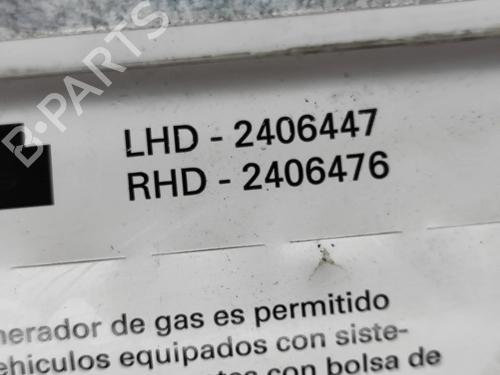 B-PARTS
LHD - 2406447
RHD - 2406476
nerador de gas es permitido
ehiculos equipados con siste-
con bolsa de